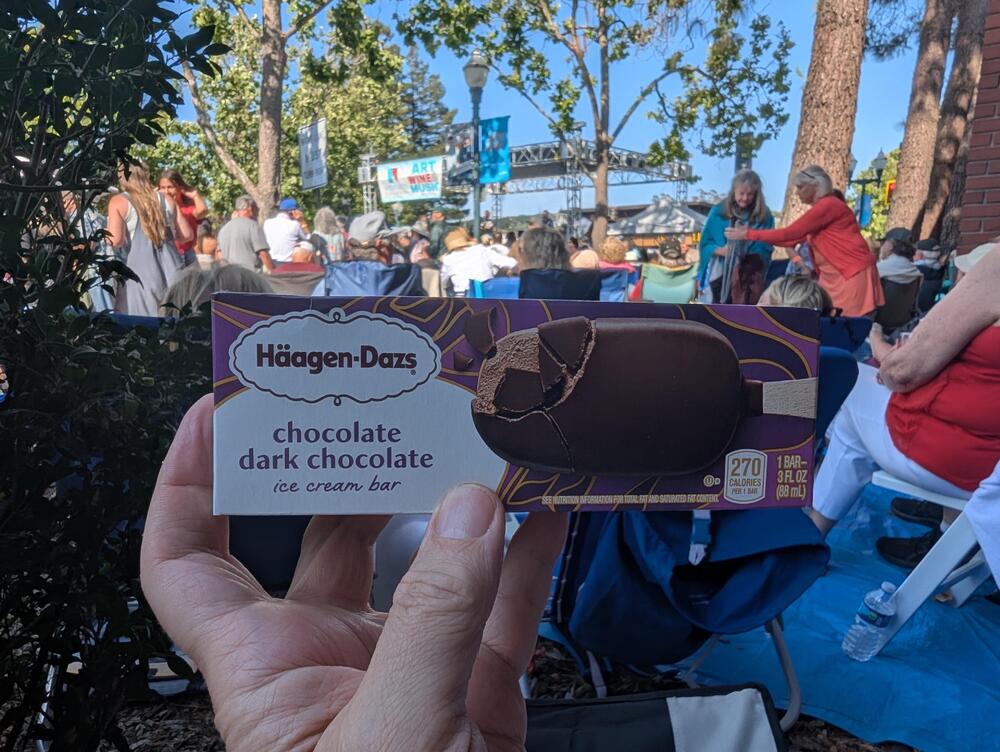 ART
WINE
MUSIC
Häagen-Dazs
chocolate
dark chocolate
ice cream bar
SEE NUTRITION INFORMATION FOR TOTAL FAT AND SATURATED FAT CONTENT.
U D
270
CALORIES
PER 1 BAR
1 BAR–
3 FL OZ
(88 mL)